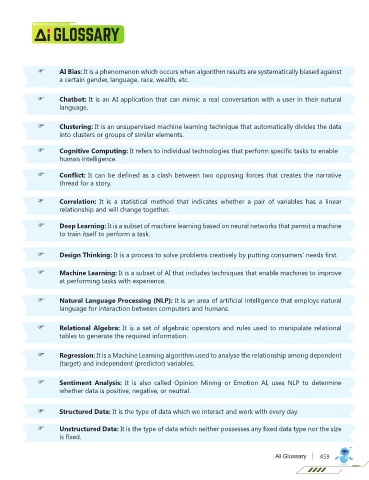 Ai GLOSSARY
AI Bias: It is a phenomenon which occurs when algorithm results are systematically biased against
a certain gender, language, race, wealth, etc.
Chatbot: It is an AI application that can mimic a real conversation with a user in their natural
language.
Clustering: It is an unsupervised machine learning technique that automatically divides the data
into clusters or groups of similar elements.
Cognitive Computing: It refers to individual technologies that perform specific tasks to enable
human intelligence.
Conflict: It can be defined as a clash between two opposing forces that creates the narrative
thread for a story.
Correlation: It is a statistical method that indicates whether a pair of variables has a linear
relationship and will change together.
Deep Learning: It is a subset of machine learning based on neural networks that permit a machine
to train itself to perform a task.
Design Thinking: It is a process to solve problems creatively by putting consumers' needs first.
Machine Learning: It is a subset of AI that includes techniques that enable machines to improve
at performing tasks with experience.
Natural Language Processing (NLP): It is an area of artificial intelligence that employs natural
language for interaction between computers and humans.
Relational Algebra: It is a set of algebraic operators and rules used to manipulate relational
tables to generate the required information.
Regression: It is a Machine Learning algorithm used to analyse the relationship among dependent
(target) and independent (predictor) variables.
Sentiment Analysis: It is also called Opinion Mining or Emotion AI, uses NLP to determine
whether data is positive, negative, or neutral.
Structured Data: It is the type of data which we interact and work with every day.
Unstructured Data: It is the type of data which neither possesses any fixed data type nor the size
is fixed.
AI Glossary | 459